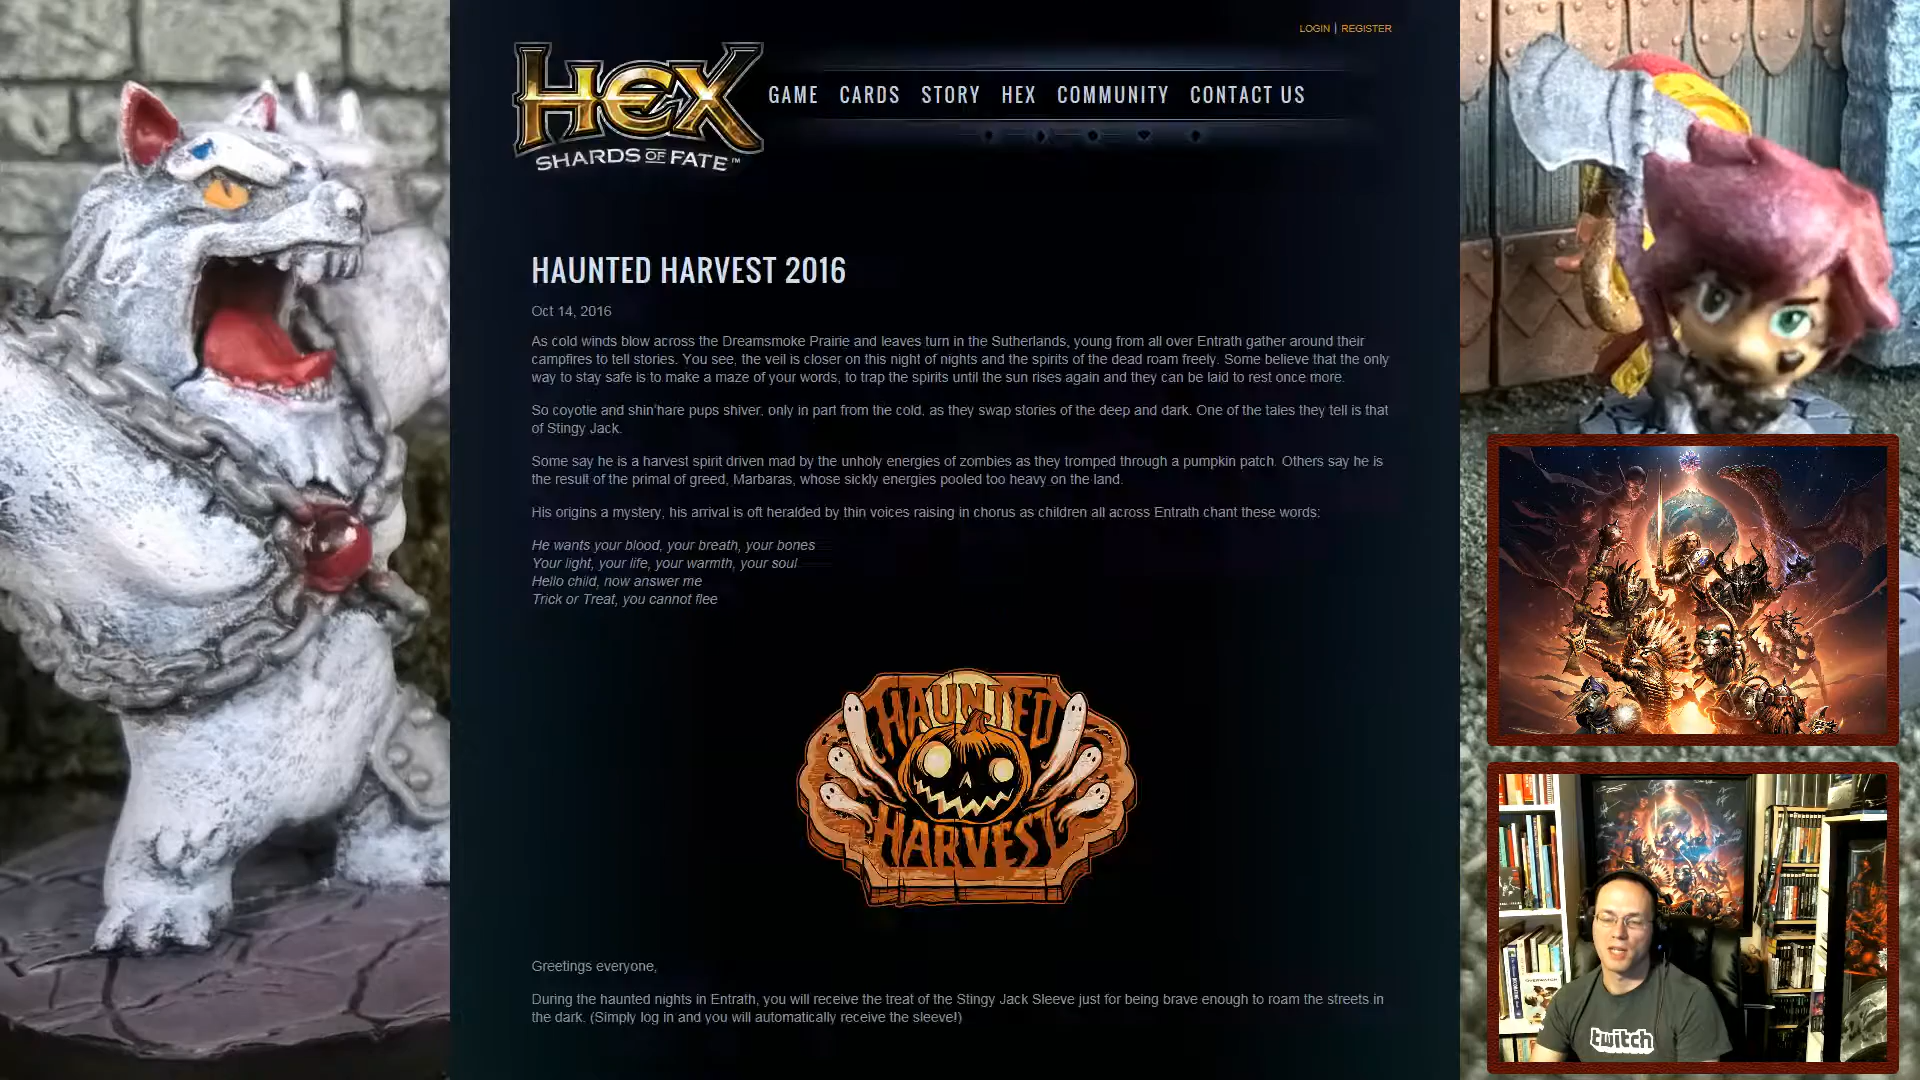 LOGIN | REGISTER
HEX
SHARDS OF FATE™
GAME CARDS STORY HEX COMMUNITY CONTACT US
HAUNTED HARVEST 2016
Oct 14, 2016
As cold winds blow across the Dreamsmoke Prairie and leaves turn in the Sutherlands, young from all over Entrath gather around their
campfires to tell stories. You see, the veil is closer on this night of nights and the spirits of the dead roam freely. Some believe that the only
way to stay safe is to make a maze of your words, to trap the spirits until the sun rises again and they can be laid to rest once more.
So coyotle and shin'hare pups shiver, only in part from the cold, as they swap stories of the deep and dark. One of the tales they tell is that
of Stingy Jack.
Some say he is a harvest spirit driven mad by the unholy energies of zombies as they tromped through a pumpkin patch. Others say he is
the result of the primal of greed, Marbaras, whose sickly energies pooled too heavy on the land.
His origins a mystery, his arrival is oft heralded by thin voices raising in chorus as children all across Entrath chant these words:
He wants your blood, your breath, your bones
Your light, your life, your warmth, your soul
Hello child, now answer me
Trick or Treat, you cannot flee
HAUNTED
HARVEST
Greetings everyone,
During the haunted nights in Entrath, you will receive the treat of the Stingy Jack Sleeve just for being brave enough to roam the streets in
the dark. (Simply log in and you will automatically receive the sleeve!)
twitch